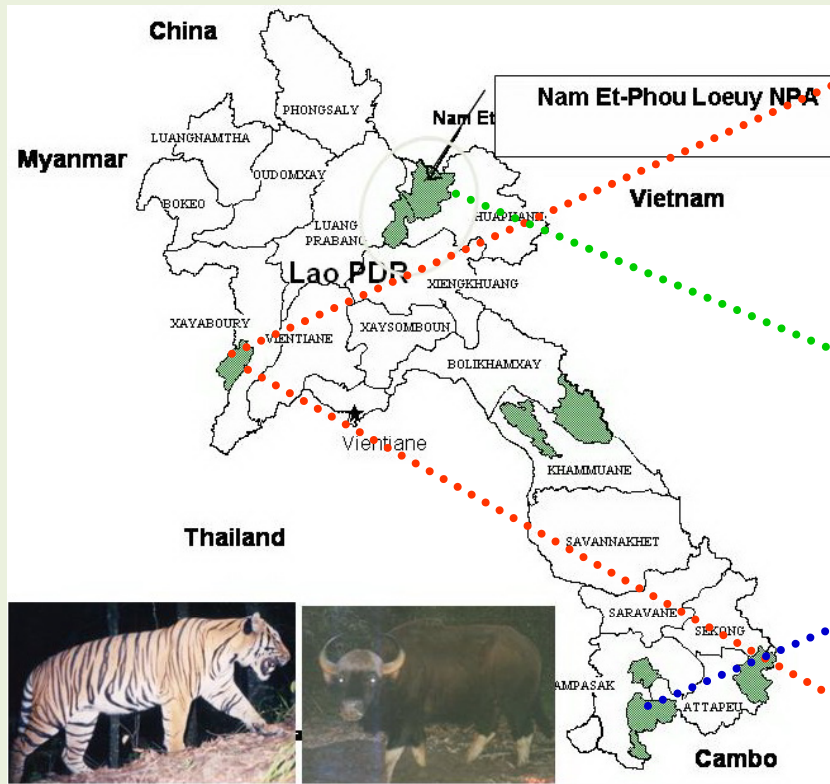 China
PHONGSALY
Nam Et-Phou Loeuy NPA
Nam Et
LUANGNAMTHA
Myanmar
OUDOMXAY
BOKEO
Vietnam
HUAPHANH
LUANG
PRABANG
Lao PDR
XIENGKHUANG
XAYABOURY
VIENTIANE
XAYSOMBOUN
BOLIKHAMXAY
Vientiane
KHAMMUANE
Thailand
SAVANNAKHET
SARAVANE
SEKONG
AMPASAK
ATTAPEU
Cambo